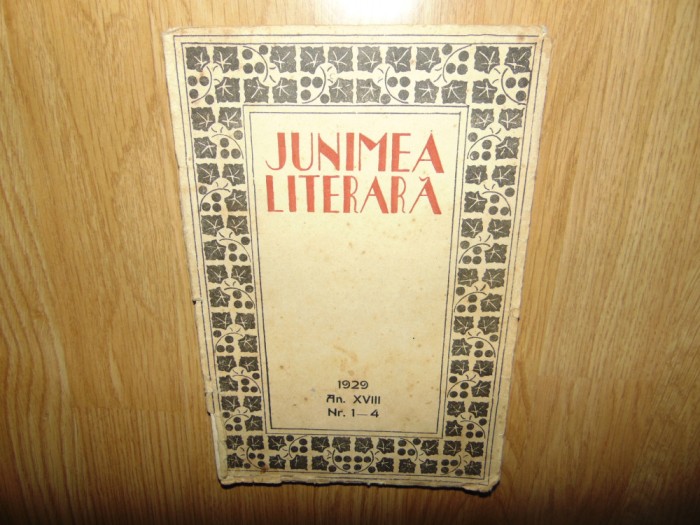 JUNIMEA
LITERARĂ
1929
An. XVIII
Nr. 1—4